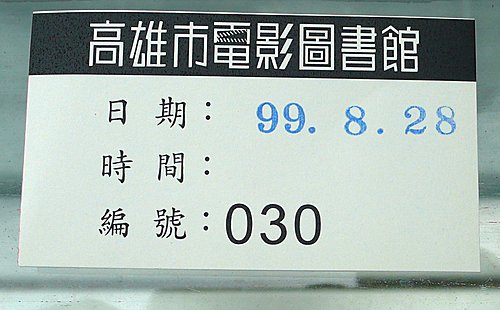 高雄市電影圖書館
日期：99. 8. 28
時間：
編號：030